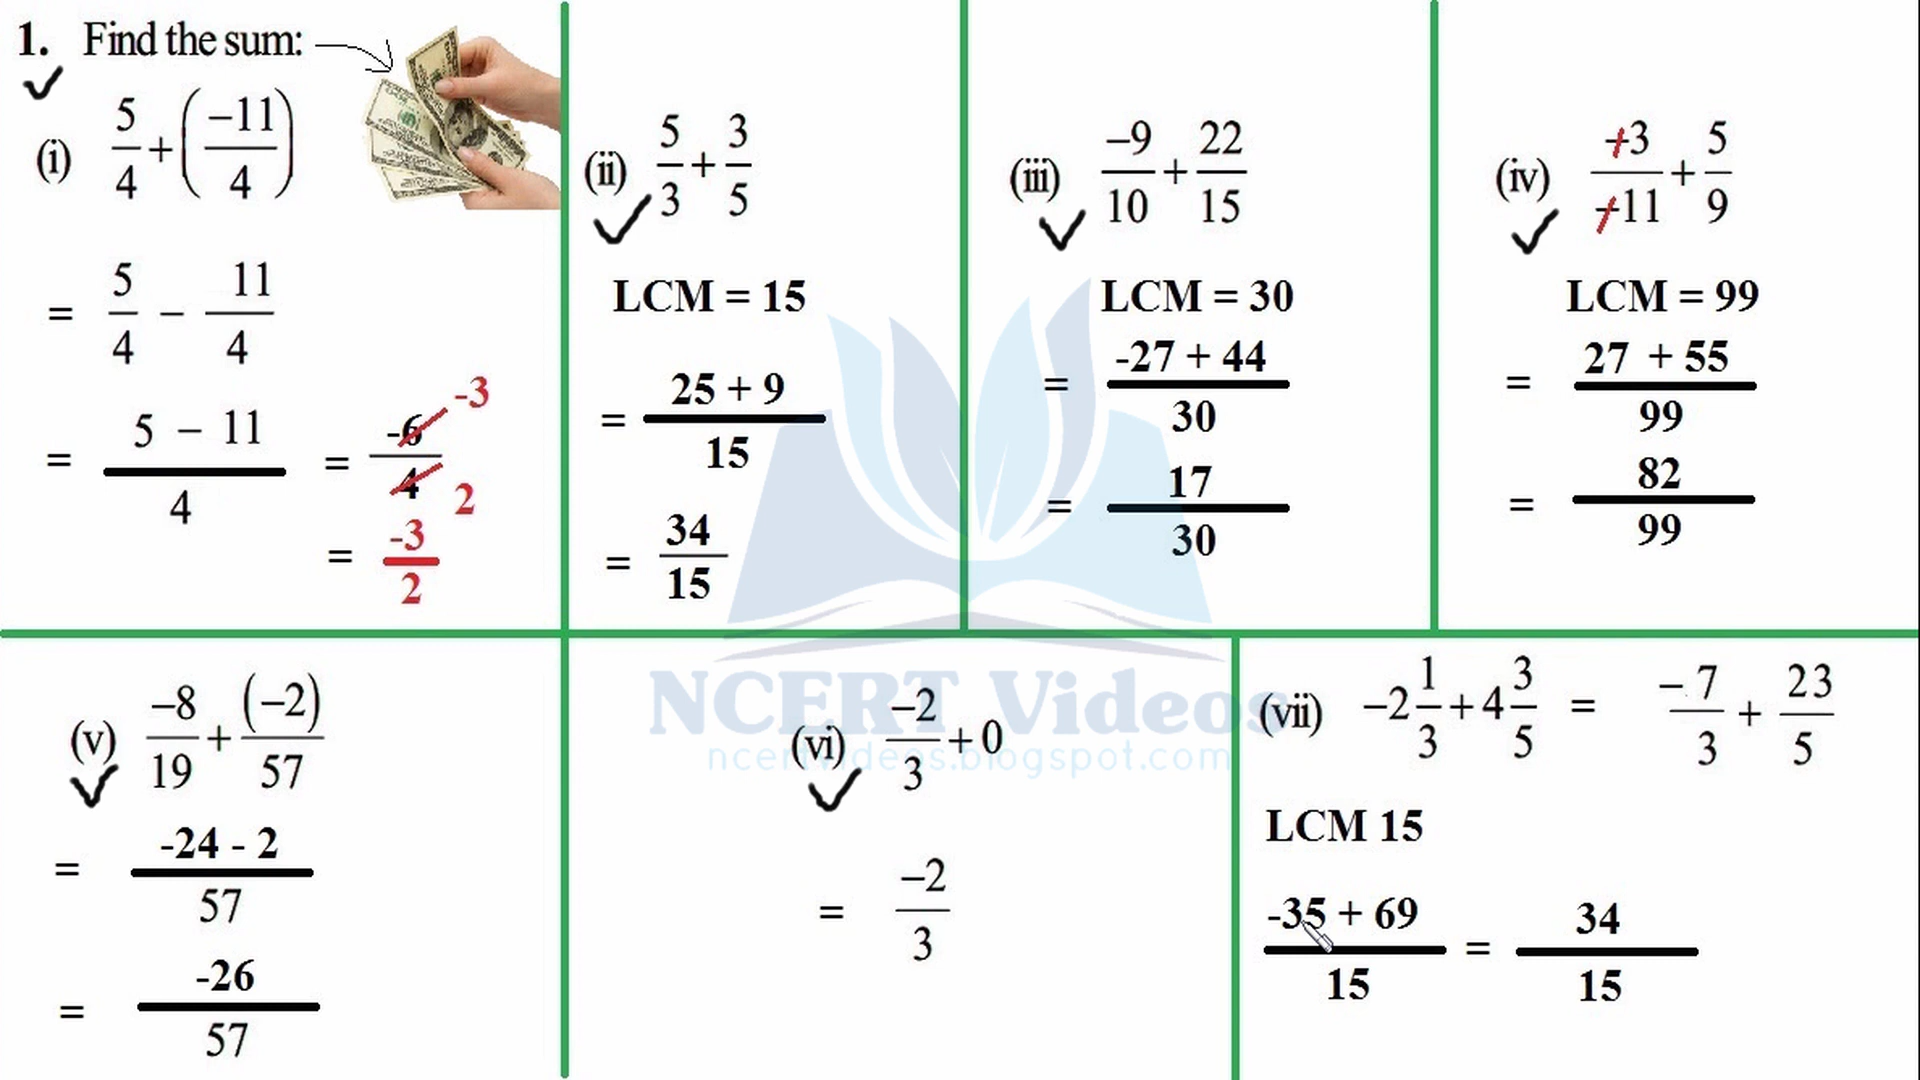 1. Find the sum:
(i) 5/4 + (−11/4)
= 5/4 − 11/4
= 5 − 11/4 = -6/4 -3 2
= -3/2
(ii) 5/3 + 3/5
LCM = 15
= 25 + 9/15
= 34/15
(iii) −9/10 + 22/15
LCM = 30
= -27 + 44/30
= 17/30
(iv) −3/−11 + 5/9
LCM = 99
= 27 + 55/99
= 82/99
(v) −8/19 + (−2)/57
= -24 - 2/57
= -26/57
(vi) −2/3 + 0
= −2/3
(vii) −2 1/3 + 4 3/5 = −7/3 + 23/5
LCM 15
-35 + 69/15 = 34/15
NCERT Videos
ncertvideos.blogspot.com